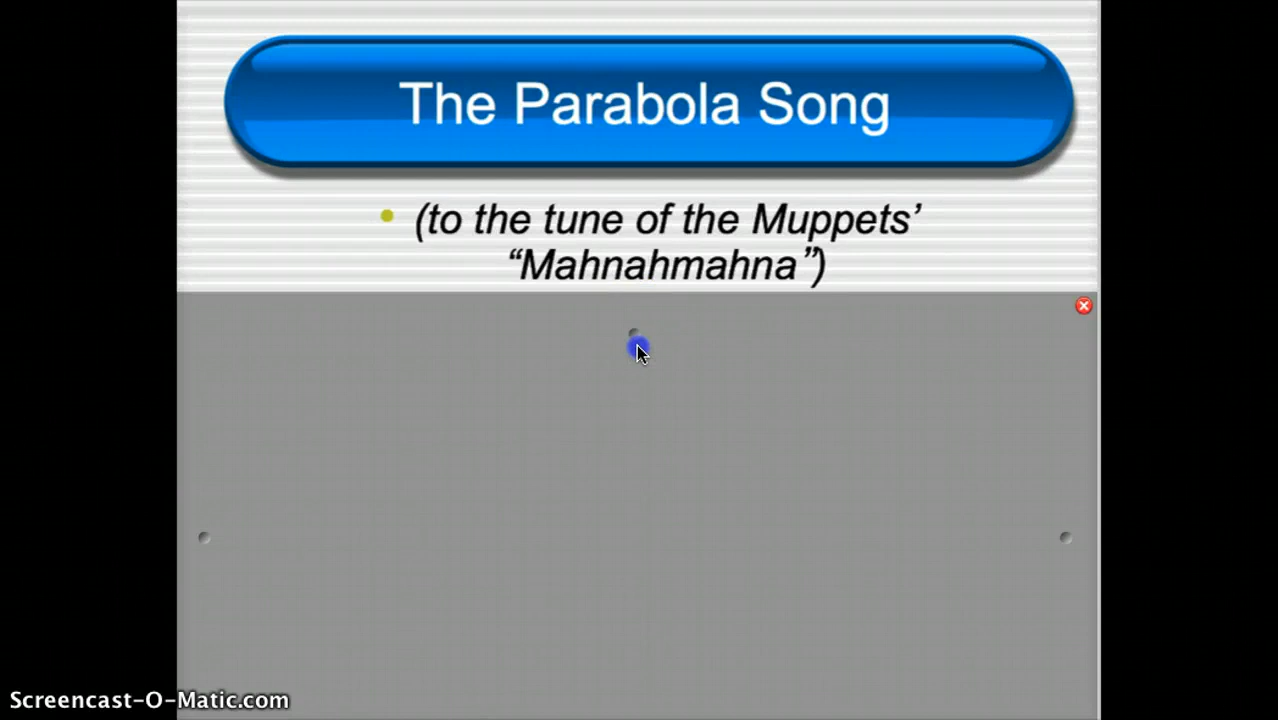 The Parabola Song
(to the tune of the Muppets’
“Mahnahmahna”)
Screencast-O-Matic.com